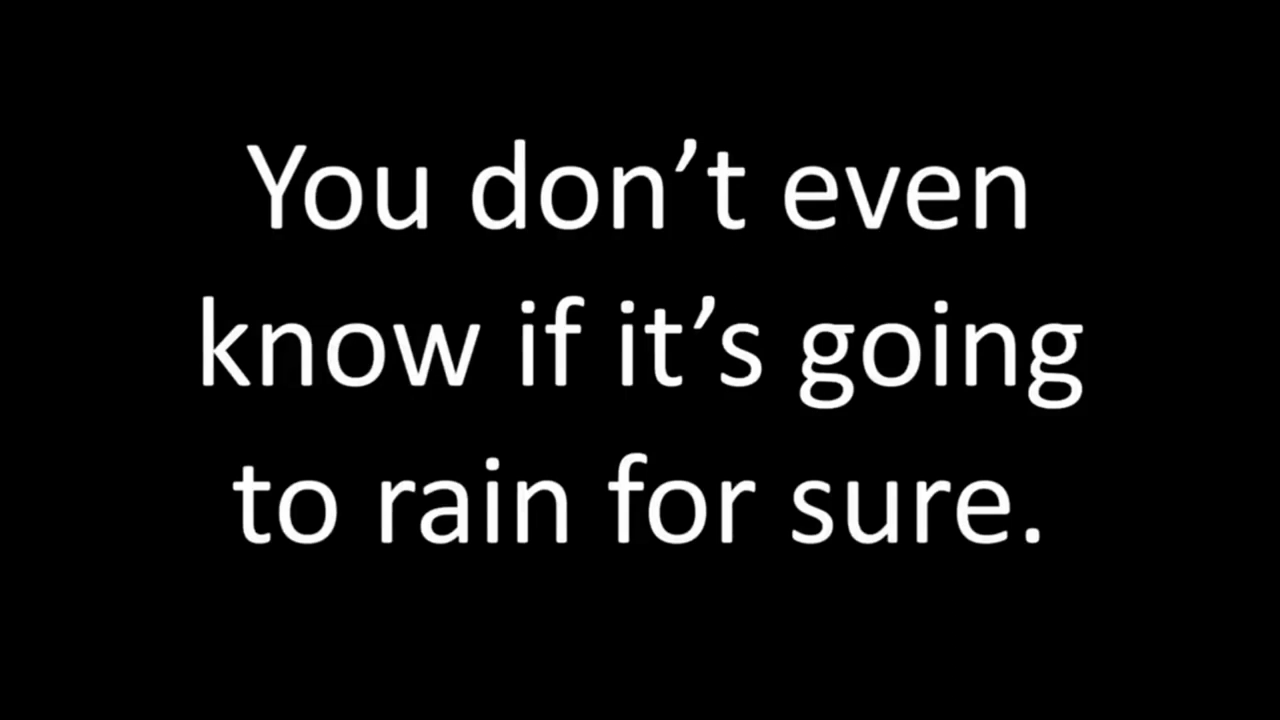 You don’t even
know if it’s going
to rain for sure.